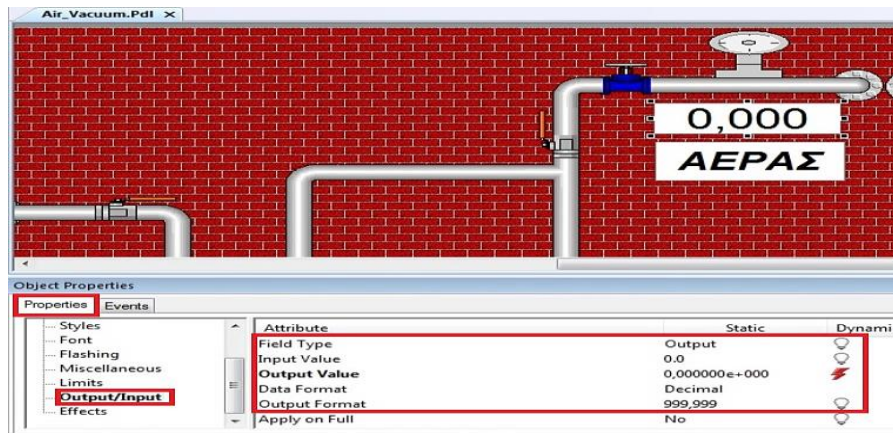 Air_Vacuum.Pdl ×
0,000
ΑΕΡΑΣ
Object Properties
Properties Events
Styles
Font
Flashing
Miscellaneous
Limits
Output/Input
Effects
Attribute Static Dynami
Field Type Output
Input Value 0.0
Output Value 0,000000e+000
Data Format Decimal
Output Format 999,999
Apply on Full No